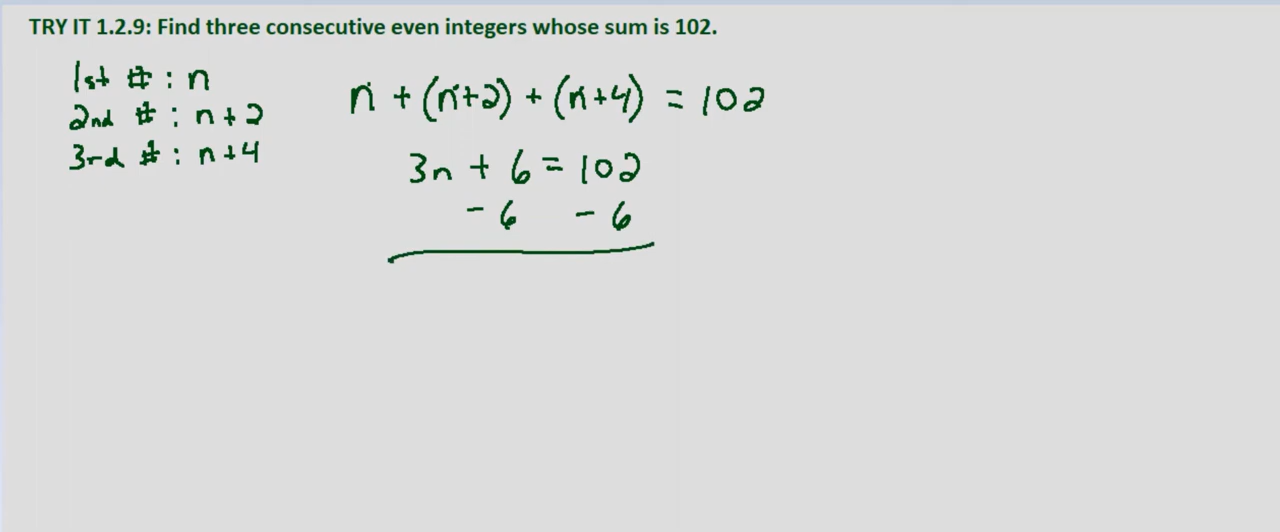 TRY IT 1.2.9: Find three consecutive even integers whose sum is 102.
1st # : n
2nd # : n + 2
3rd # : n + 4
n + (n+2) + (n+4) = 102
3n + 6 = 102
- 6 - 6